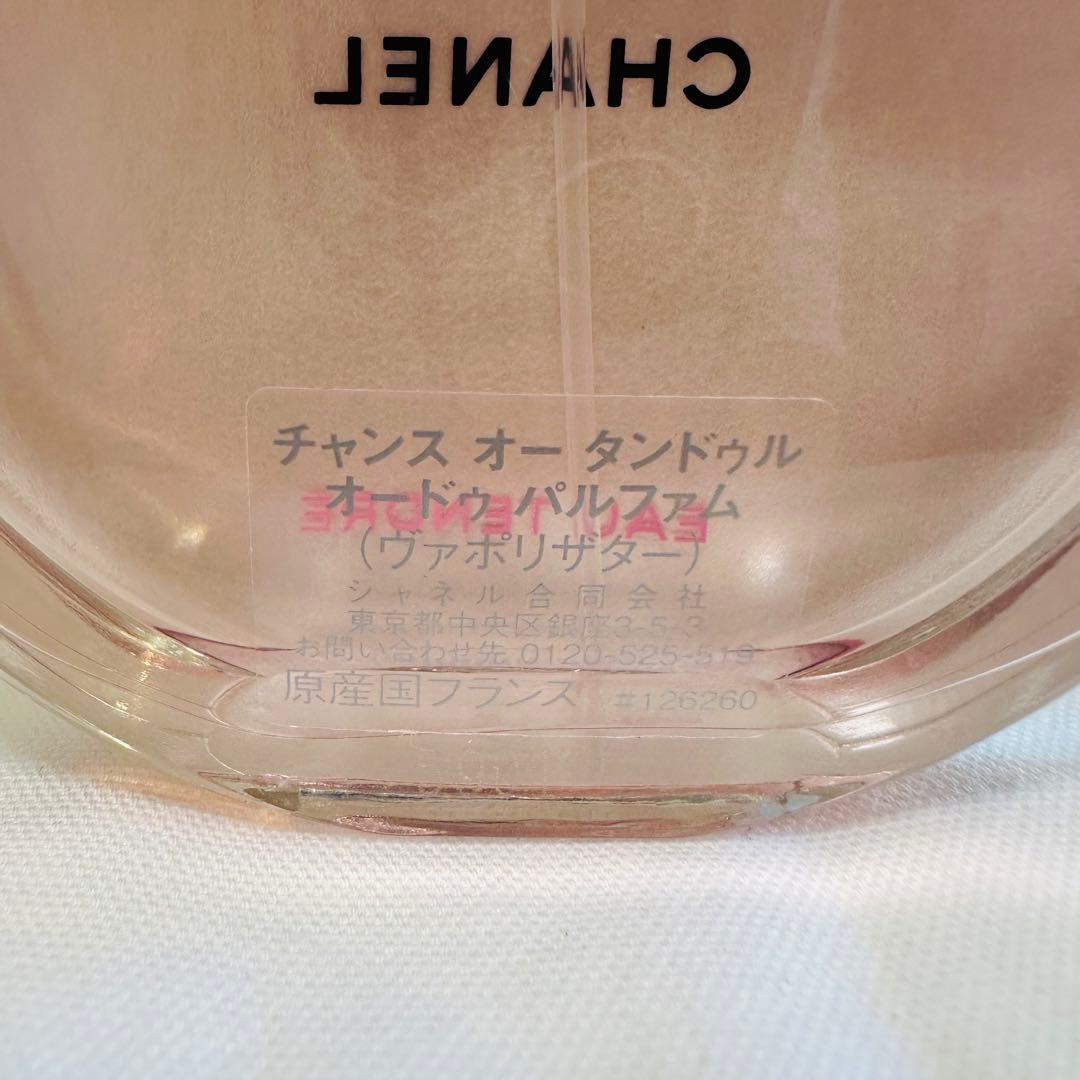 CHANEL
チャンス オー タンドゥル
オードゥ パルファム
EAU TENDRE
(ヴァポリザター)
シャネル合同会社
東京都中央区銀座3-5-3
お問い合わせ先 0120-525-519
原産国フランス #126260